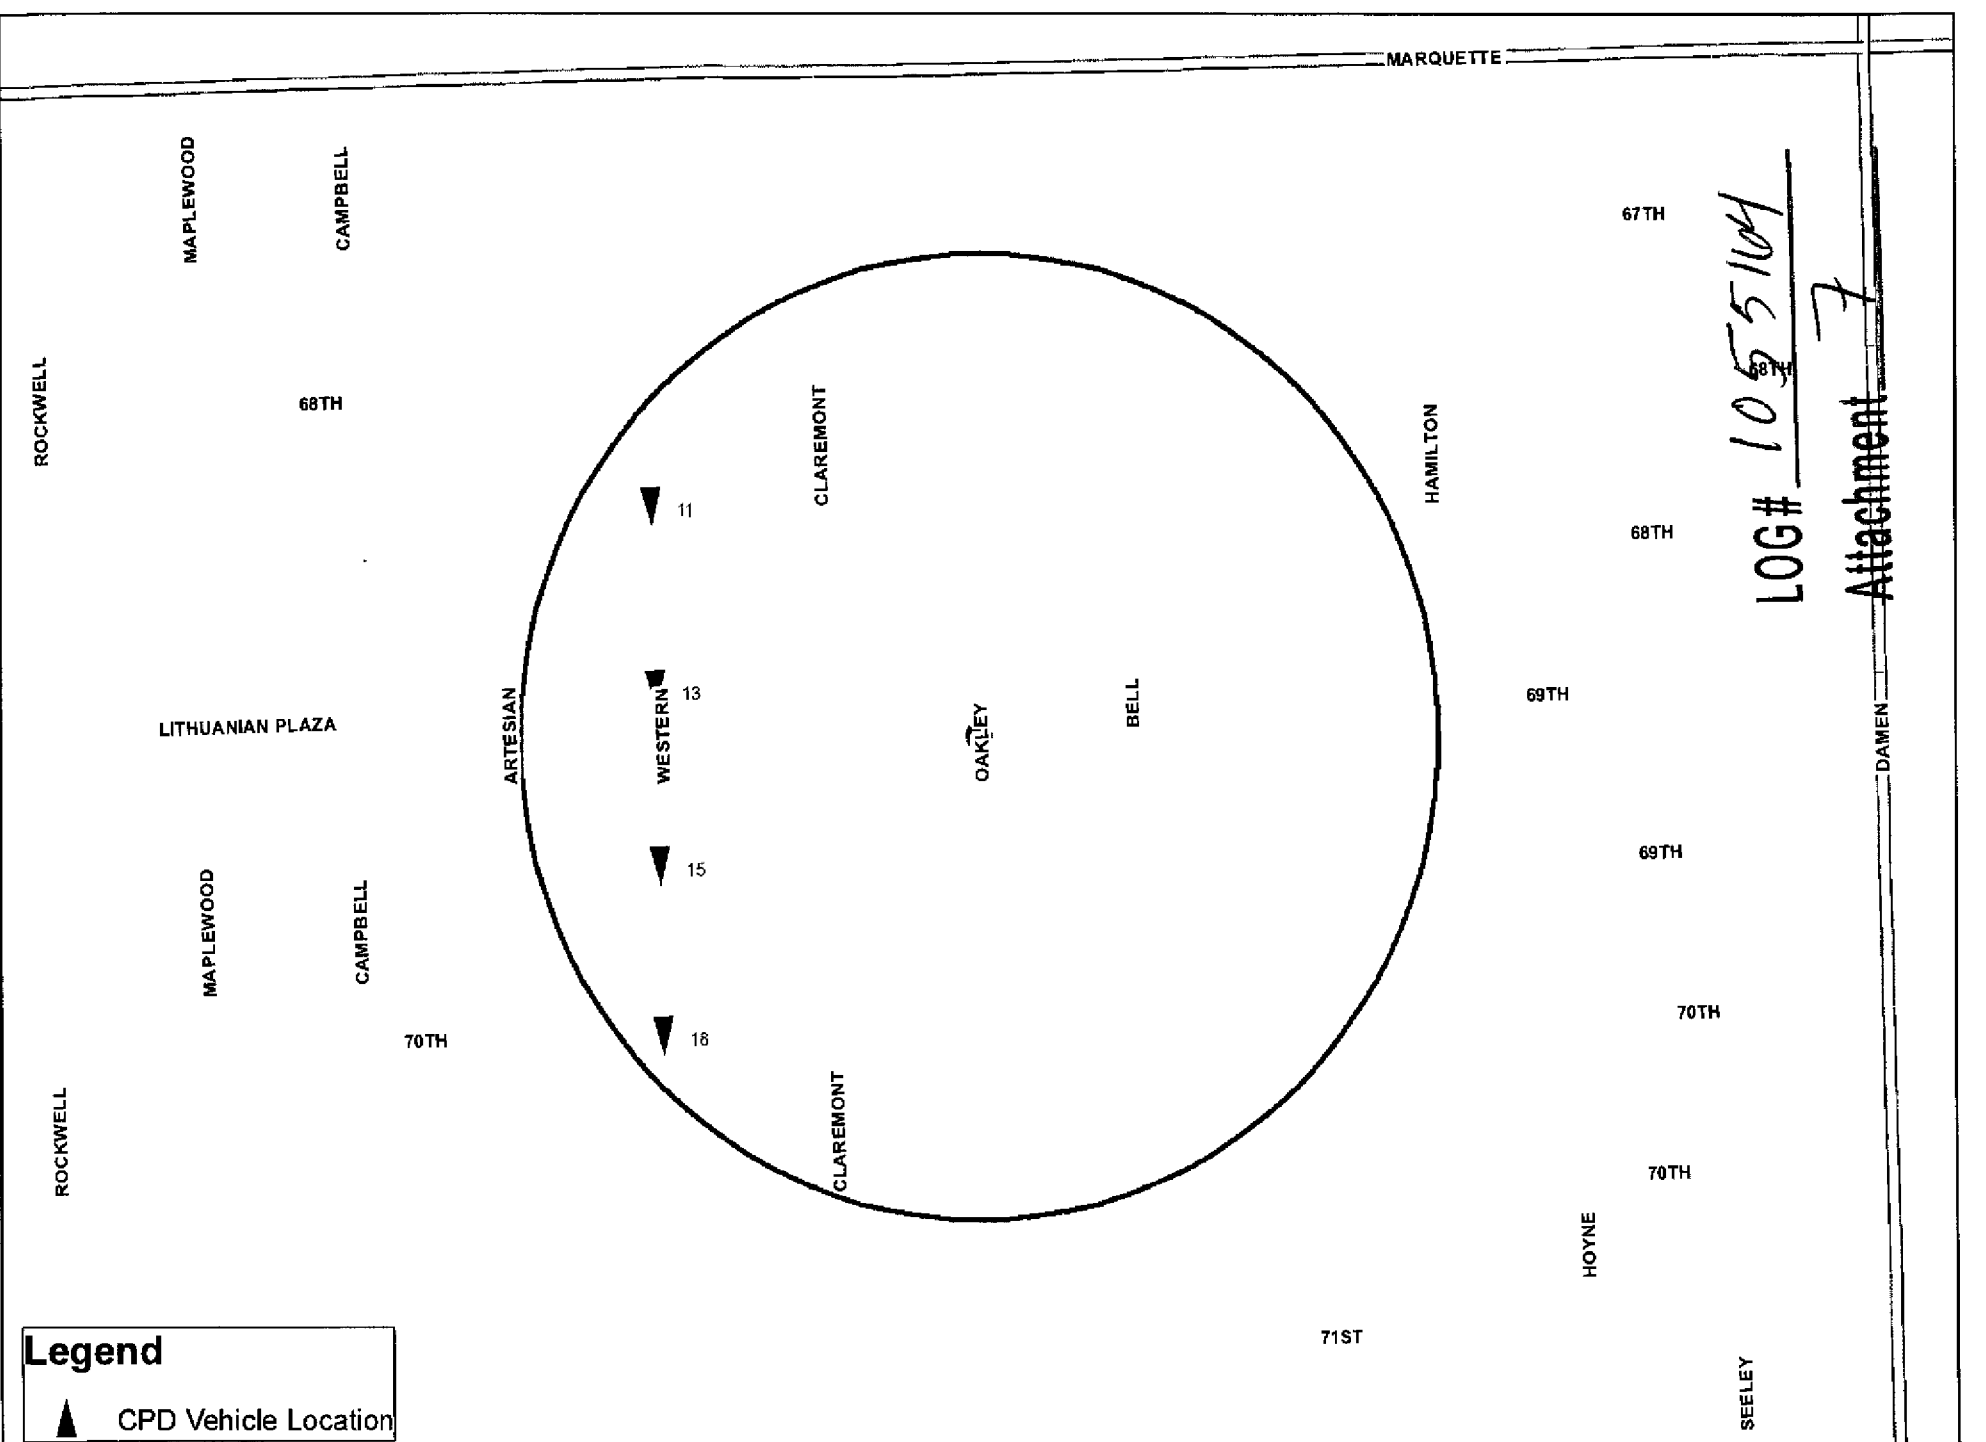 MARQUETTE
MAPLEWOOD
CAMPBELL
67TH
LOG# 1055164
Attachment 7
ROCKWELL
68TH
CLAREMONT
68TH
HAMILTON
11
68TH
13
69TH
LITHUANIAN PLAZA
ARTESIAN
WESTERN
OAKLEY
BELL
DAMEN
15
69TH
MAPLEWOOD
CAMPBELL
70TH
70TH
18
ROCKWELL
CLAREMONT
70TH
HOYNE
71ST
Legend
CPD Vehicle Location
SEELEY